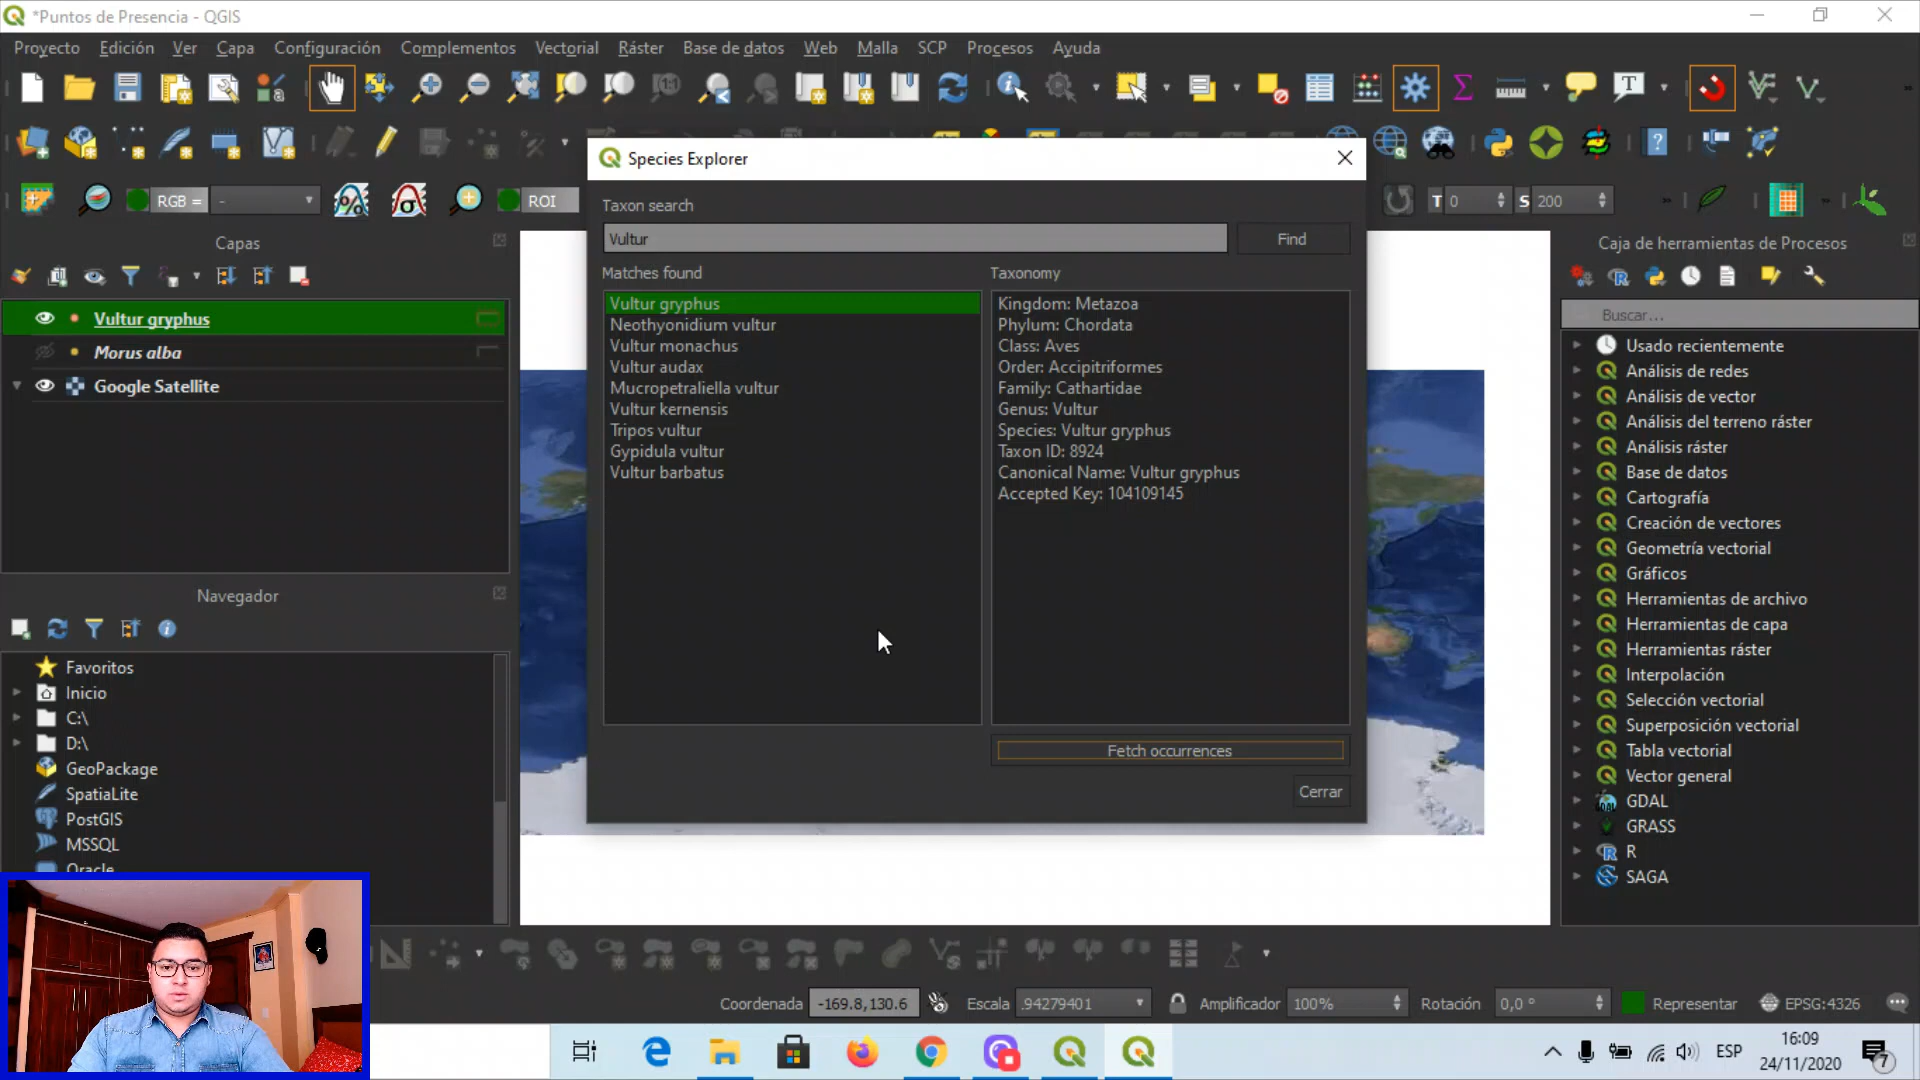 *Puntos de Presencia - QGIS
Proyecto Edición Ver Capa Configuración Complementos Vectorial Ráster Base de datos Web Malla SCP Procesos Ayuda
RGB = - ROI T 0 S 200
Capas
Vultur gryphus
Morus alba
Google Satellite
Navegador
Favoritos
Inicio
C:\
D:\
GeoPackage
SpatiaLite
PostGIS
MSSQL
Oracle
Species Explorer
Taxon search
Vultur
Find
Matches found
Vultur gryphus
Neothyonidium vultur
Vultur monachus
Vultur audax
Mucropetraliella vultur
Vultur kernensis
Tripos vultur
Gypidula vultur
Vultur barbatus
Taxonomy
Kingdom: Metazoa
Phylum: Chordata
Class: Aves
Order: Accipitriformes
Family: Cathartidae
Genus: Vultur
Species: Vultur gryphus
Taxon ID: 8924
Canonical Name: Vultur gryphus
Accepted Key: 104109145
Fetch occurrences
Cerrar
Caja de herramientas de Procesos
Buscar...
Usado recientemente
Análisis de redes
Análisis de vector
Análisis del terreno ráster
Análisis ráster
Base de datos
Cartografía
Creación de vectores
Geometría vectorial
Gráficos
Herramientas de archivo
Herramientas de capa
Herramientas ráster
Interpolación
Selección vectorial
Superposición vectorial
Tabla vectorial
Vector general
GDAL
GRASS
R
SAGA
Coordenada -169.8,130.6 Escala .94279401 Amplificador 100% Rotación 0,0 ° Representar EPSG:4326
ESP
16:09
24/11/2020
7